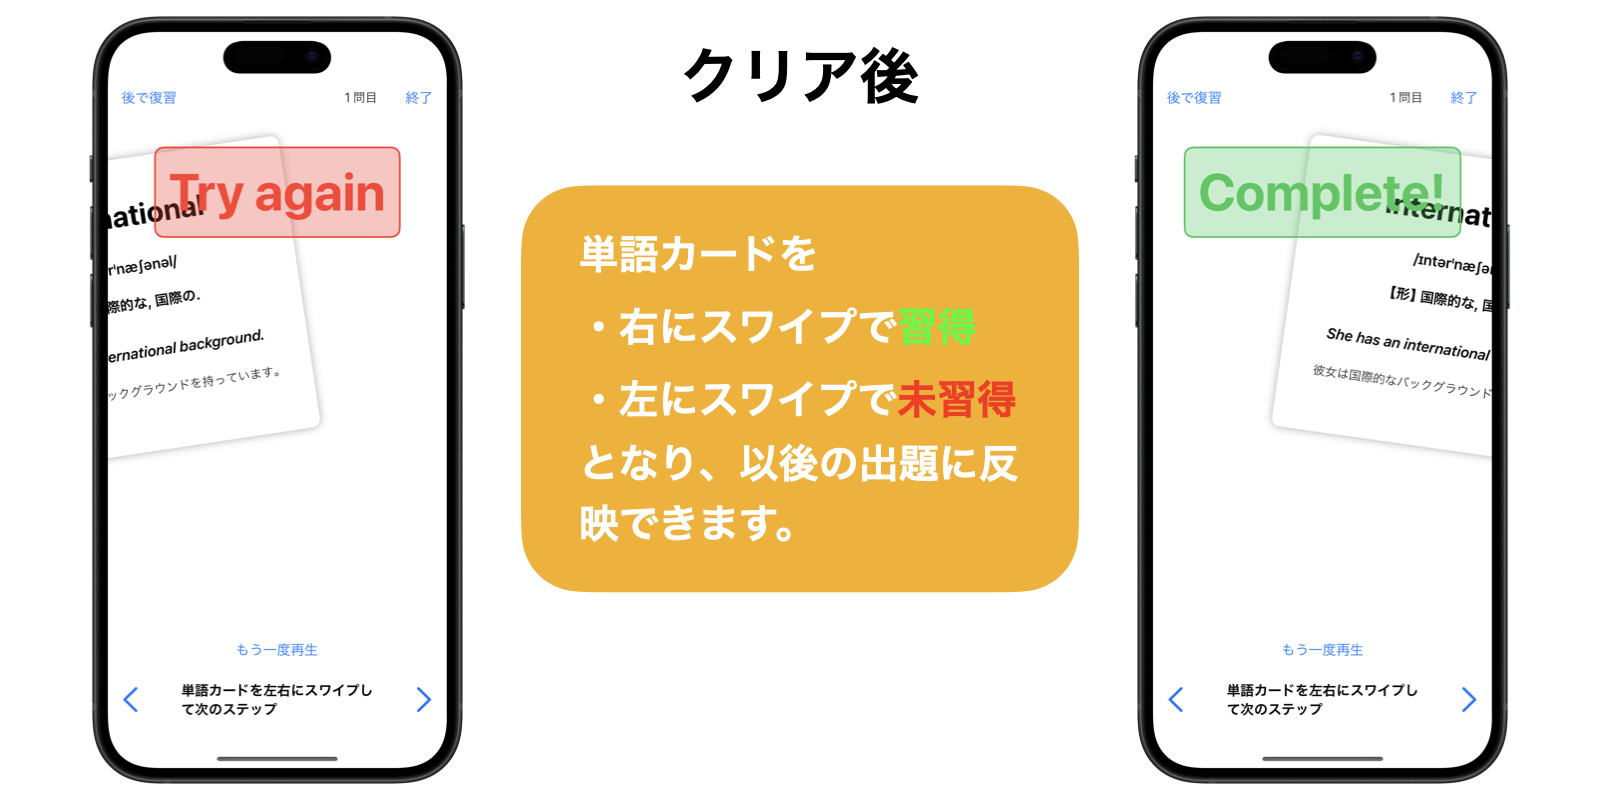 クリア後
後で復習
1問目
終了
Try again
national
r'næʃənəl/
際的な, 国際の.
ernational background.
ックグラウンドを持っています。
もう一度再生
単語カードを左右にスワイプし
て次のステップ
単語カードを
・右にスワイプで習得
・左にスワイプで未習得
となり、以後の出題に反
映できます。
後で復習
1問目
終了
Complete!
internat
/ɪntər'næʃə
【形】国際的な, 国
She has an international
彼女は国際的なバックグラウンド
もう一度再生
単語カードを左右にスワイプし
て次のステップ